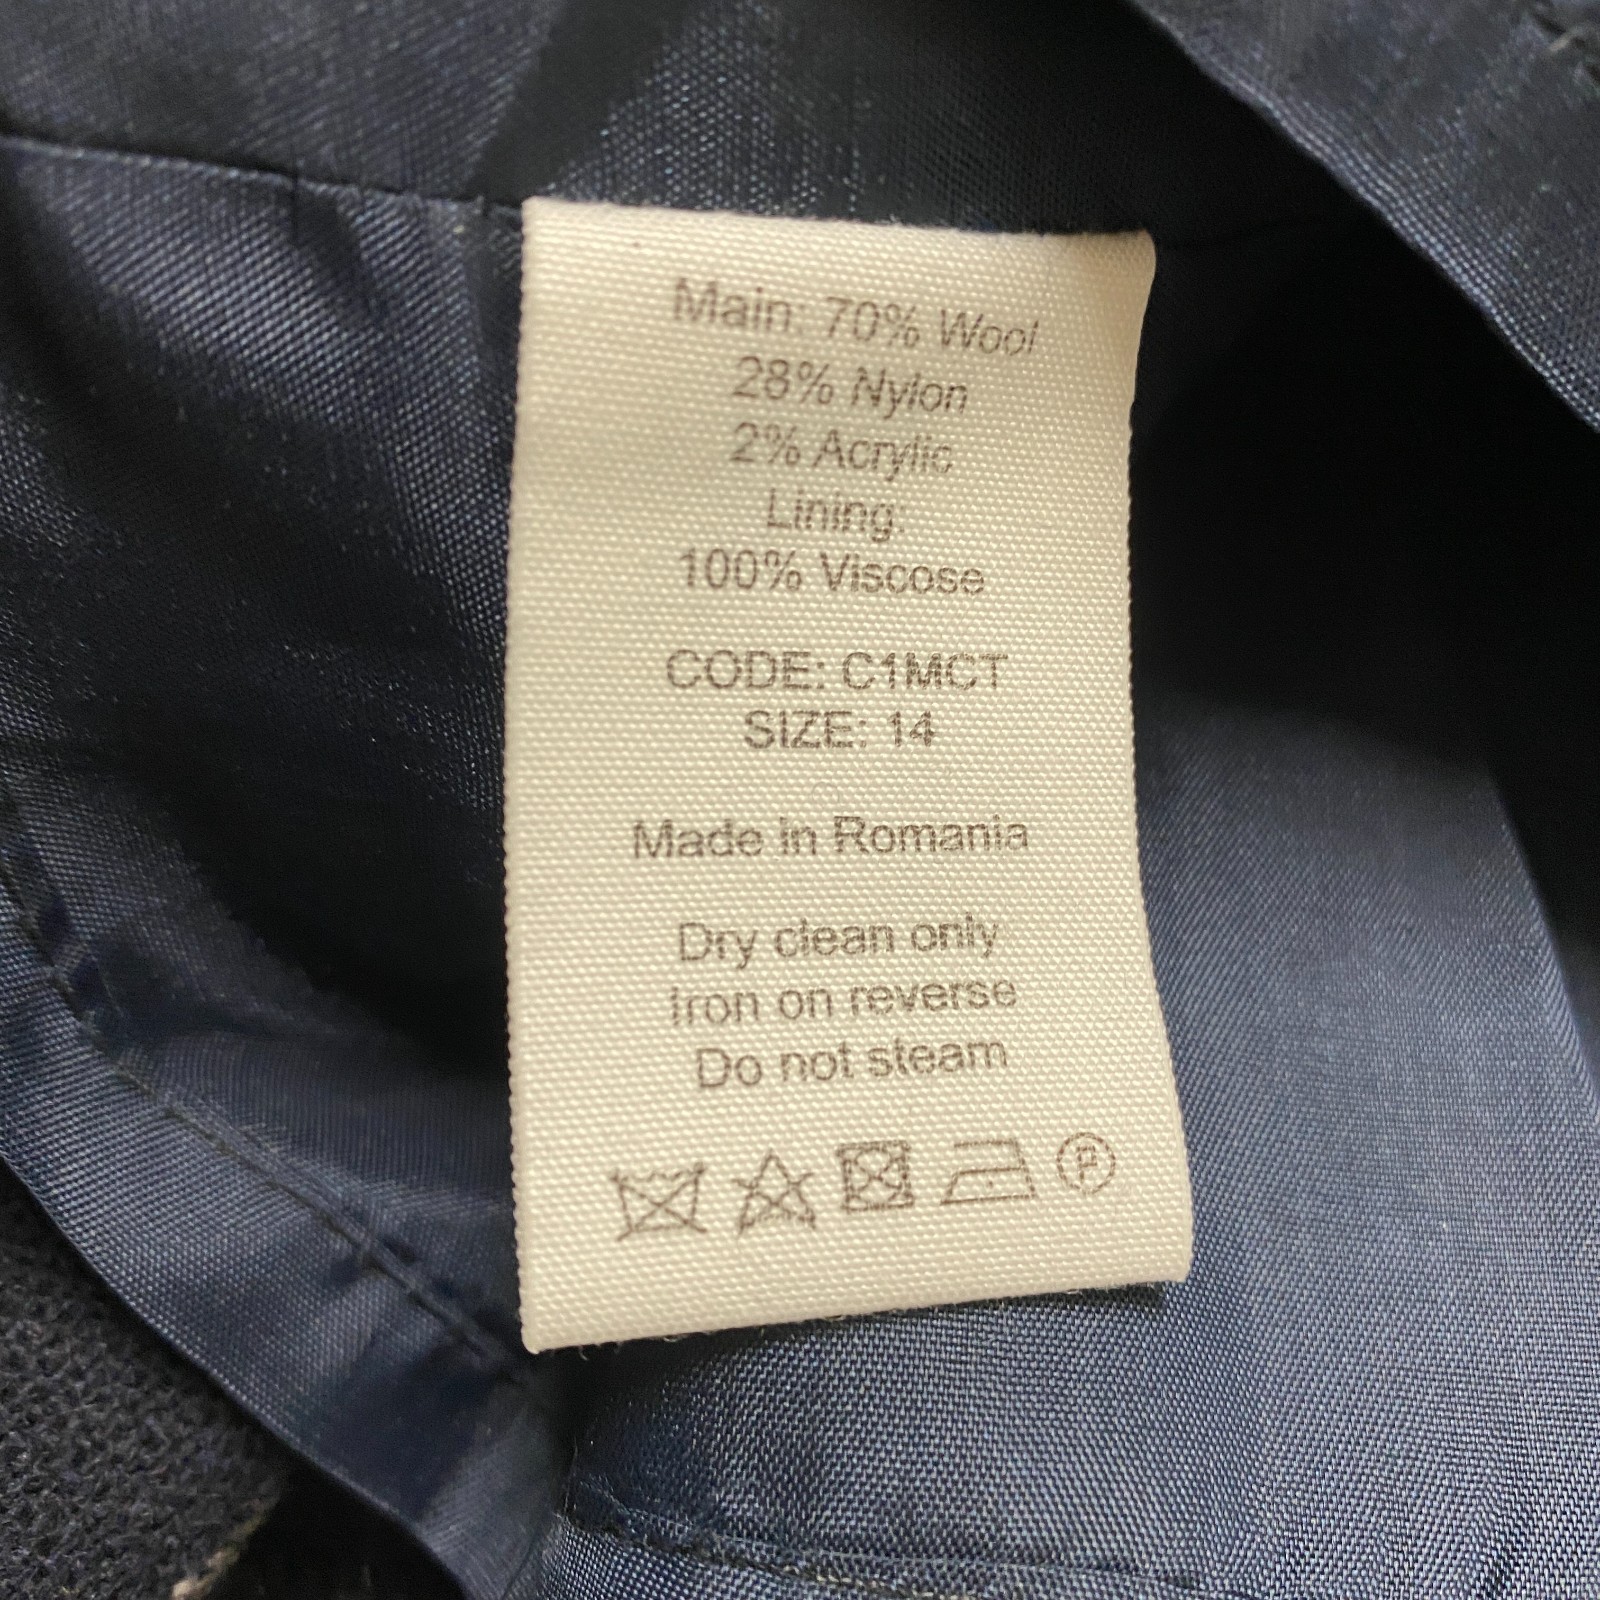 Main: 70% Wool
28% Nylon
2% Acrylic
Lining:
100% Viscose
CODE: C1MCT
SIZE: 14
Made in Romania
Dry clean only
Iron on reverse
Do not steam
P